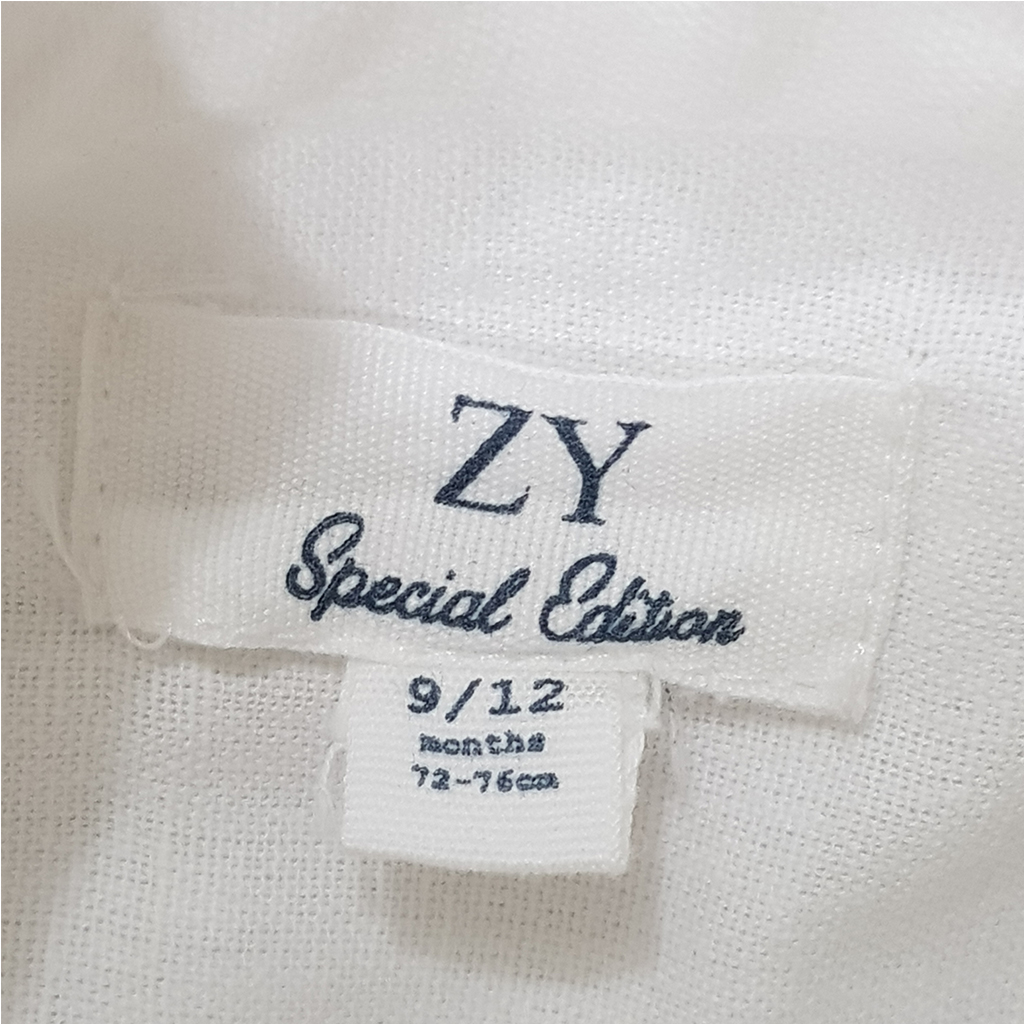 ZY
Special Edition
9/12
months
72-76cm